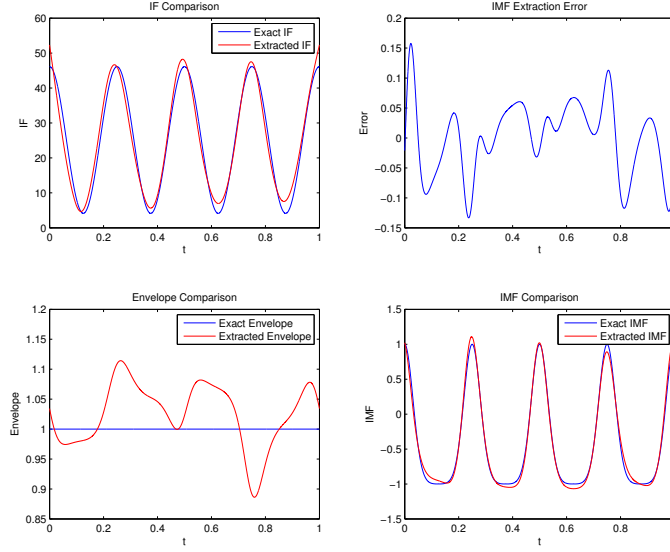 IF Comparison
60
50
40
30
20
10
0
0
0.2
0.4
0.6
0.8
1
IF
t
Exact IF
Extracted IF
IMF Extraction Error
0.2
0.15
0.1
0.05
0
−0.05
−0.1
−0.15
0
0.2
0.4
0.6
0.8
Error
t
Envelope Comparison
1.2
1.15
1.1
1.05
1
0.95
0.9
0.85
0
0.2
0.4
0.6
0.8
1
Envelope
t
Exact Envelope
Extracted Envelope
IMF Comparison
1.5
1
0.5
0
−0.5
−1
−1.5
0
0.2
0.4
0.6
0.8
IMF
t
Exact IMF
Extracted IMF